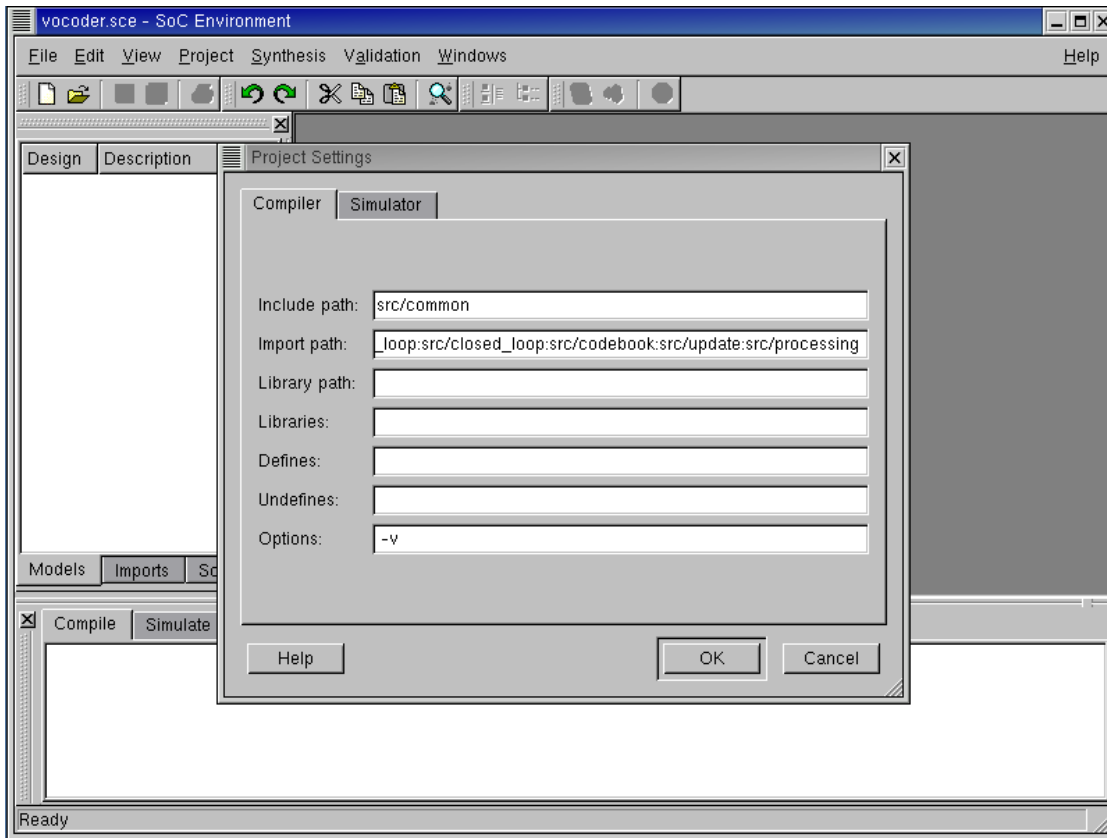 vocoder.sce - SoC Environment
File Edit View Project Synthesis Validation Windows Help
Design Description
Project Settings
Compiler Simulator
Include path: src/common
Import path: _loop:src/closed_loop:src/codebook:src/update:src/processing
Library path:
Libraries:
Defines:
Undefines:
Options: -v
Models Imports So
Compile Simulate
Help OK Cancel
Ready